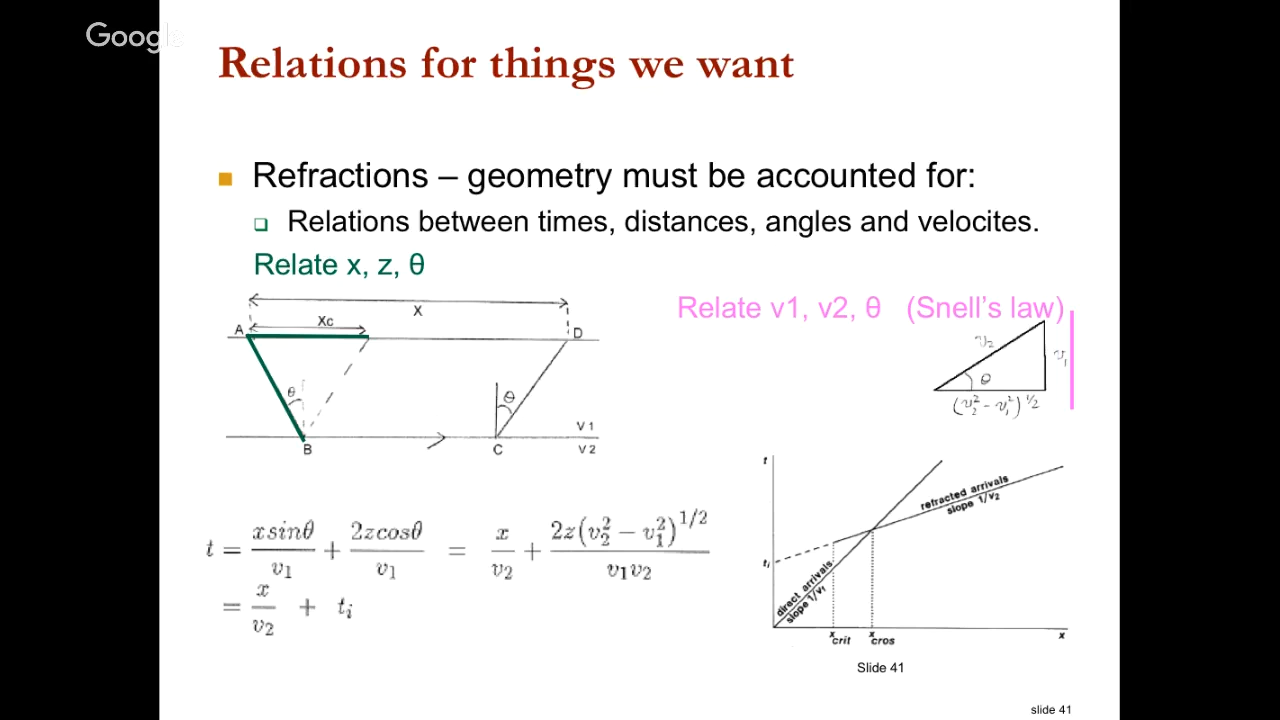 Google
Relations for things we want
Refractions – geometry must be accounted for:
Relations between times, distances, angles and velocites.
Relate x, z, θ
Relate v1, v2, θ (Snell's law)
X
Xc
A
D
θ
θ
B
C
V1
V2
v₂
v₁
θ
(v₂² - v₁²)^1/2
t = xsinθ/v₁ + 2zcosθ/v₁ = x/v₂ + 2z(v₂² − v₁²)^1/2/v₁v₂
= x/v₂ + tᵢ
t
refracted arrivals
slope 1/v₂
tᵢ
direct arrivals
slope 1/v₁
xcrit
xcros
x
Slide 41
slide 41